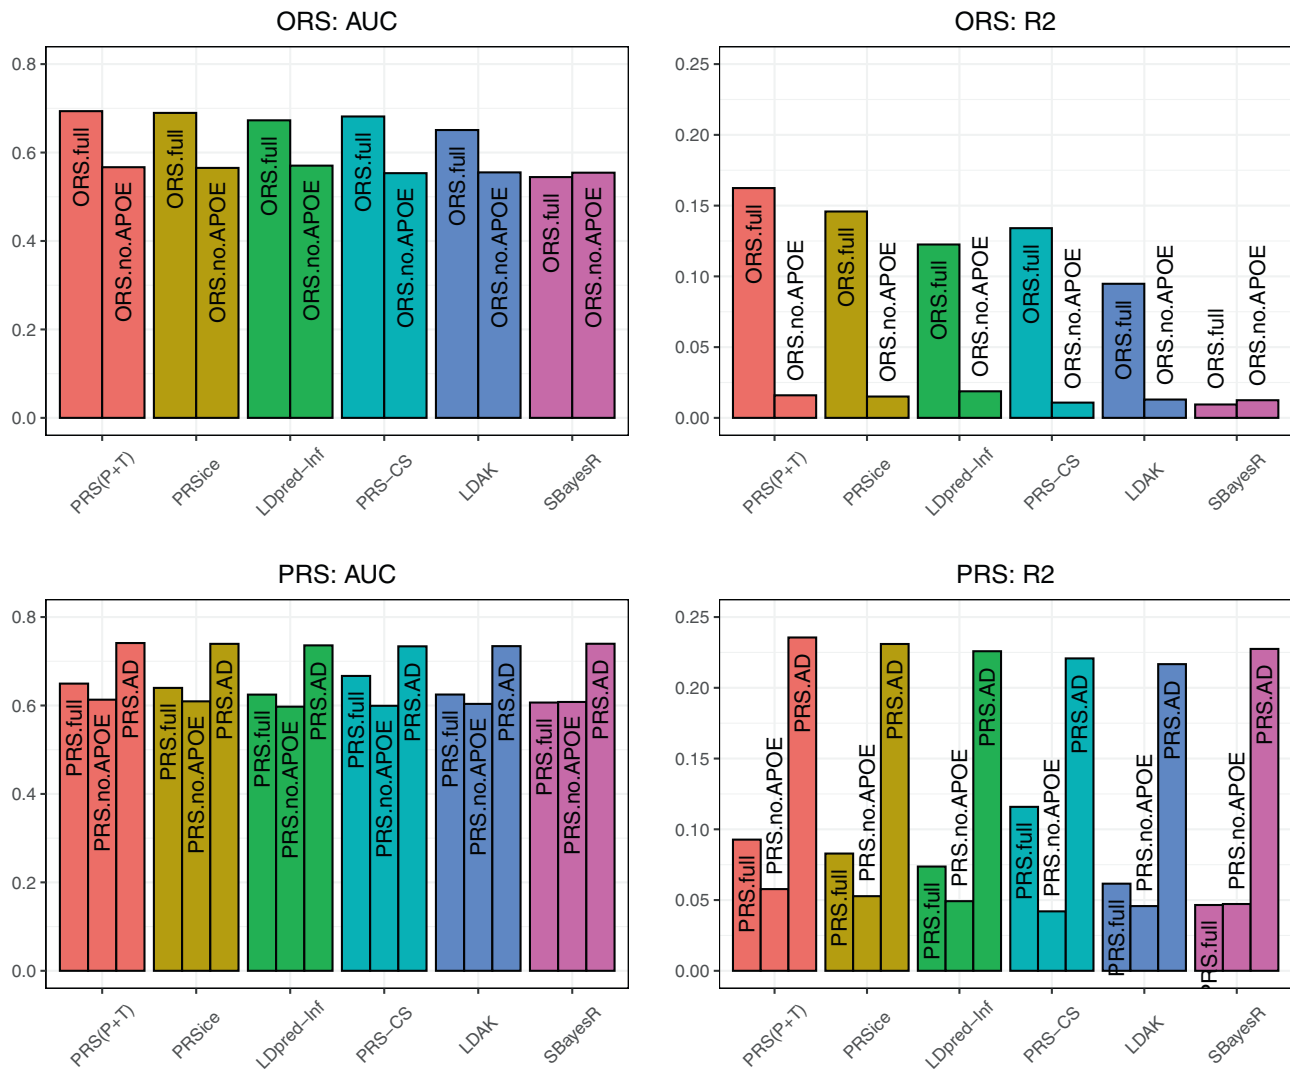 ORS: AUC
0.8
0.6
0.4
0.2
0.0
ORS.full
ORS.no.APOE
ORS.full
ORS.no.APOE
ORS.full
ORS.no.APOE
ORS.full
ORS.no.APOE
ORS.full
ORS.no.APOE
ORS.full
ORS.no.APOE
PRS(P+T)
PRSice
LDpred−Inf
PRS−CS
LDAK
SBayesR
ORS: R2
0.25
0.20
0.15
0.10
0.05
0.00
ORS.full
ORS.no.APOE
ORS.full
ORS.no.APOE
ORS.full
ORS.no.APOE
ORS.full
ORS.no.APOE
ORS.full
ORS.no.APOE
ORS.full
ORS.no.APOE
PRS(P+T)
PRSice
LDpred−Inf
PRS−CS
LDAK
SBayesR
PRS: AUC
0.8
0.6
0.4
0.2
0.0
PRS.full
PRS.no.APOE
PRS.AD
PRS.full
PRS.no.APOE
PRS.AD
PRS.full
PRS.no.APOE
PRS.AD
PRS.full
PRS.no.APOE
PRS.AD
PRS.full
PRS.no.APOE
PRS.AD
PRS.full
PRS.no.APOE
PRS.AD
PRS(P+T)
PRSice
LDpred−Inf
PRS−CS
LDAK
SBayesR
PRS: R2
0.25
0.20
0.15
0.10
0.05
0.00
PRS.full
PRS.no.APOE
PRS.AD
PRS.full
PRS.no.APOE
PRS.AD
PRS.full
PRS.no.APOE
PRS.AD
PRS.full
PRS.no.APOE
PRS.AD
PRS.full
PRS.no.APOE
PRS.AD
PRS.full
PRS.no.APOE
PRS.AD
PRS(P+T)
PRSice
LDpred−Inf
PRS−CS
LDAK
SBayesR